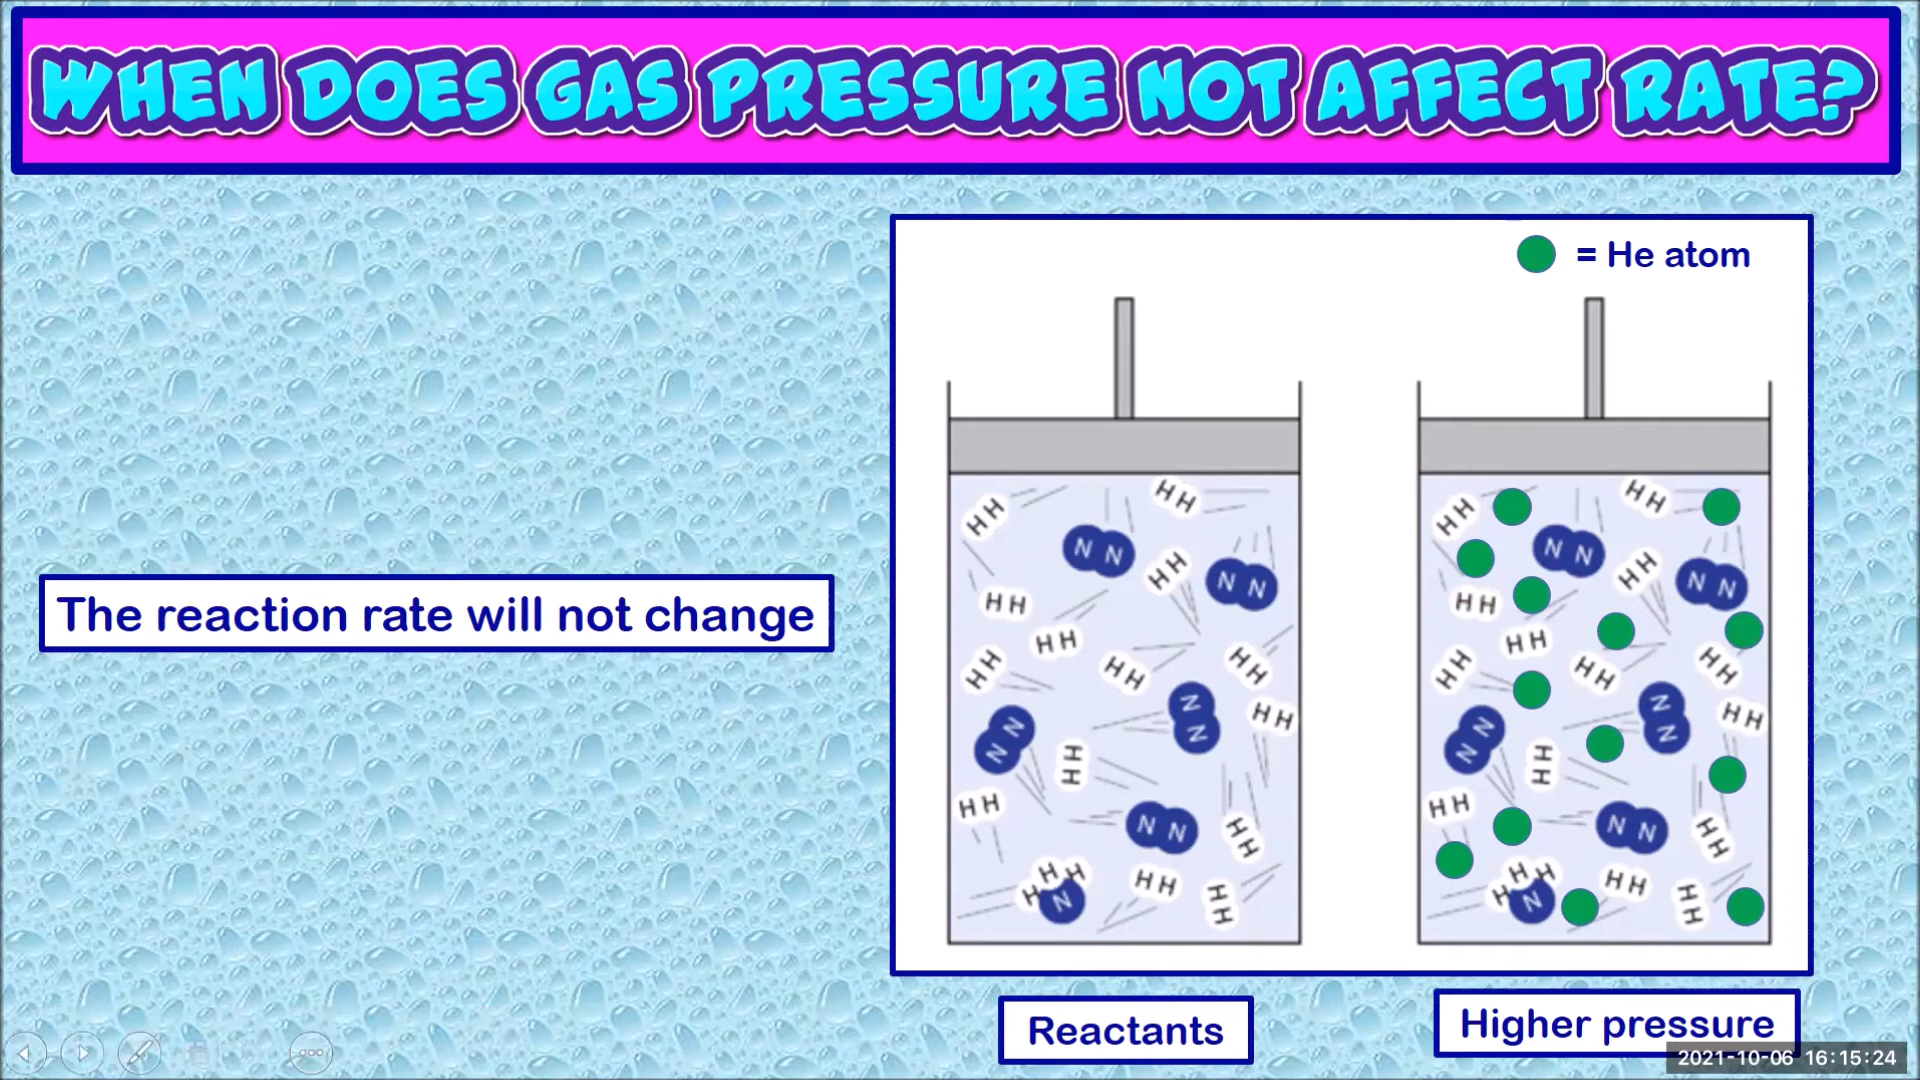 WHEN DOES GAS PRESSURE NOT AFFECT RATE?
= He atom
The reaction rate will not change
H H
H H
N N
H H
N N
H H
H H
H H
H H
H H
N N
H H
N N
H H
H H
N N
H H
H H H
N
H H
H H
H H
H H
N N
H H
N N
H H
H H
H H
H H
H H
N N
H H
N N
H H
H H
N N
H H
H H H
N
H H
H H
Reactants
Higher pressure
2021-10-06 16:15:24